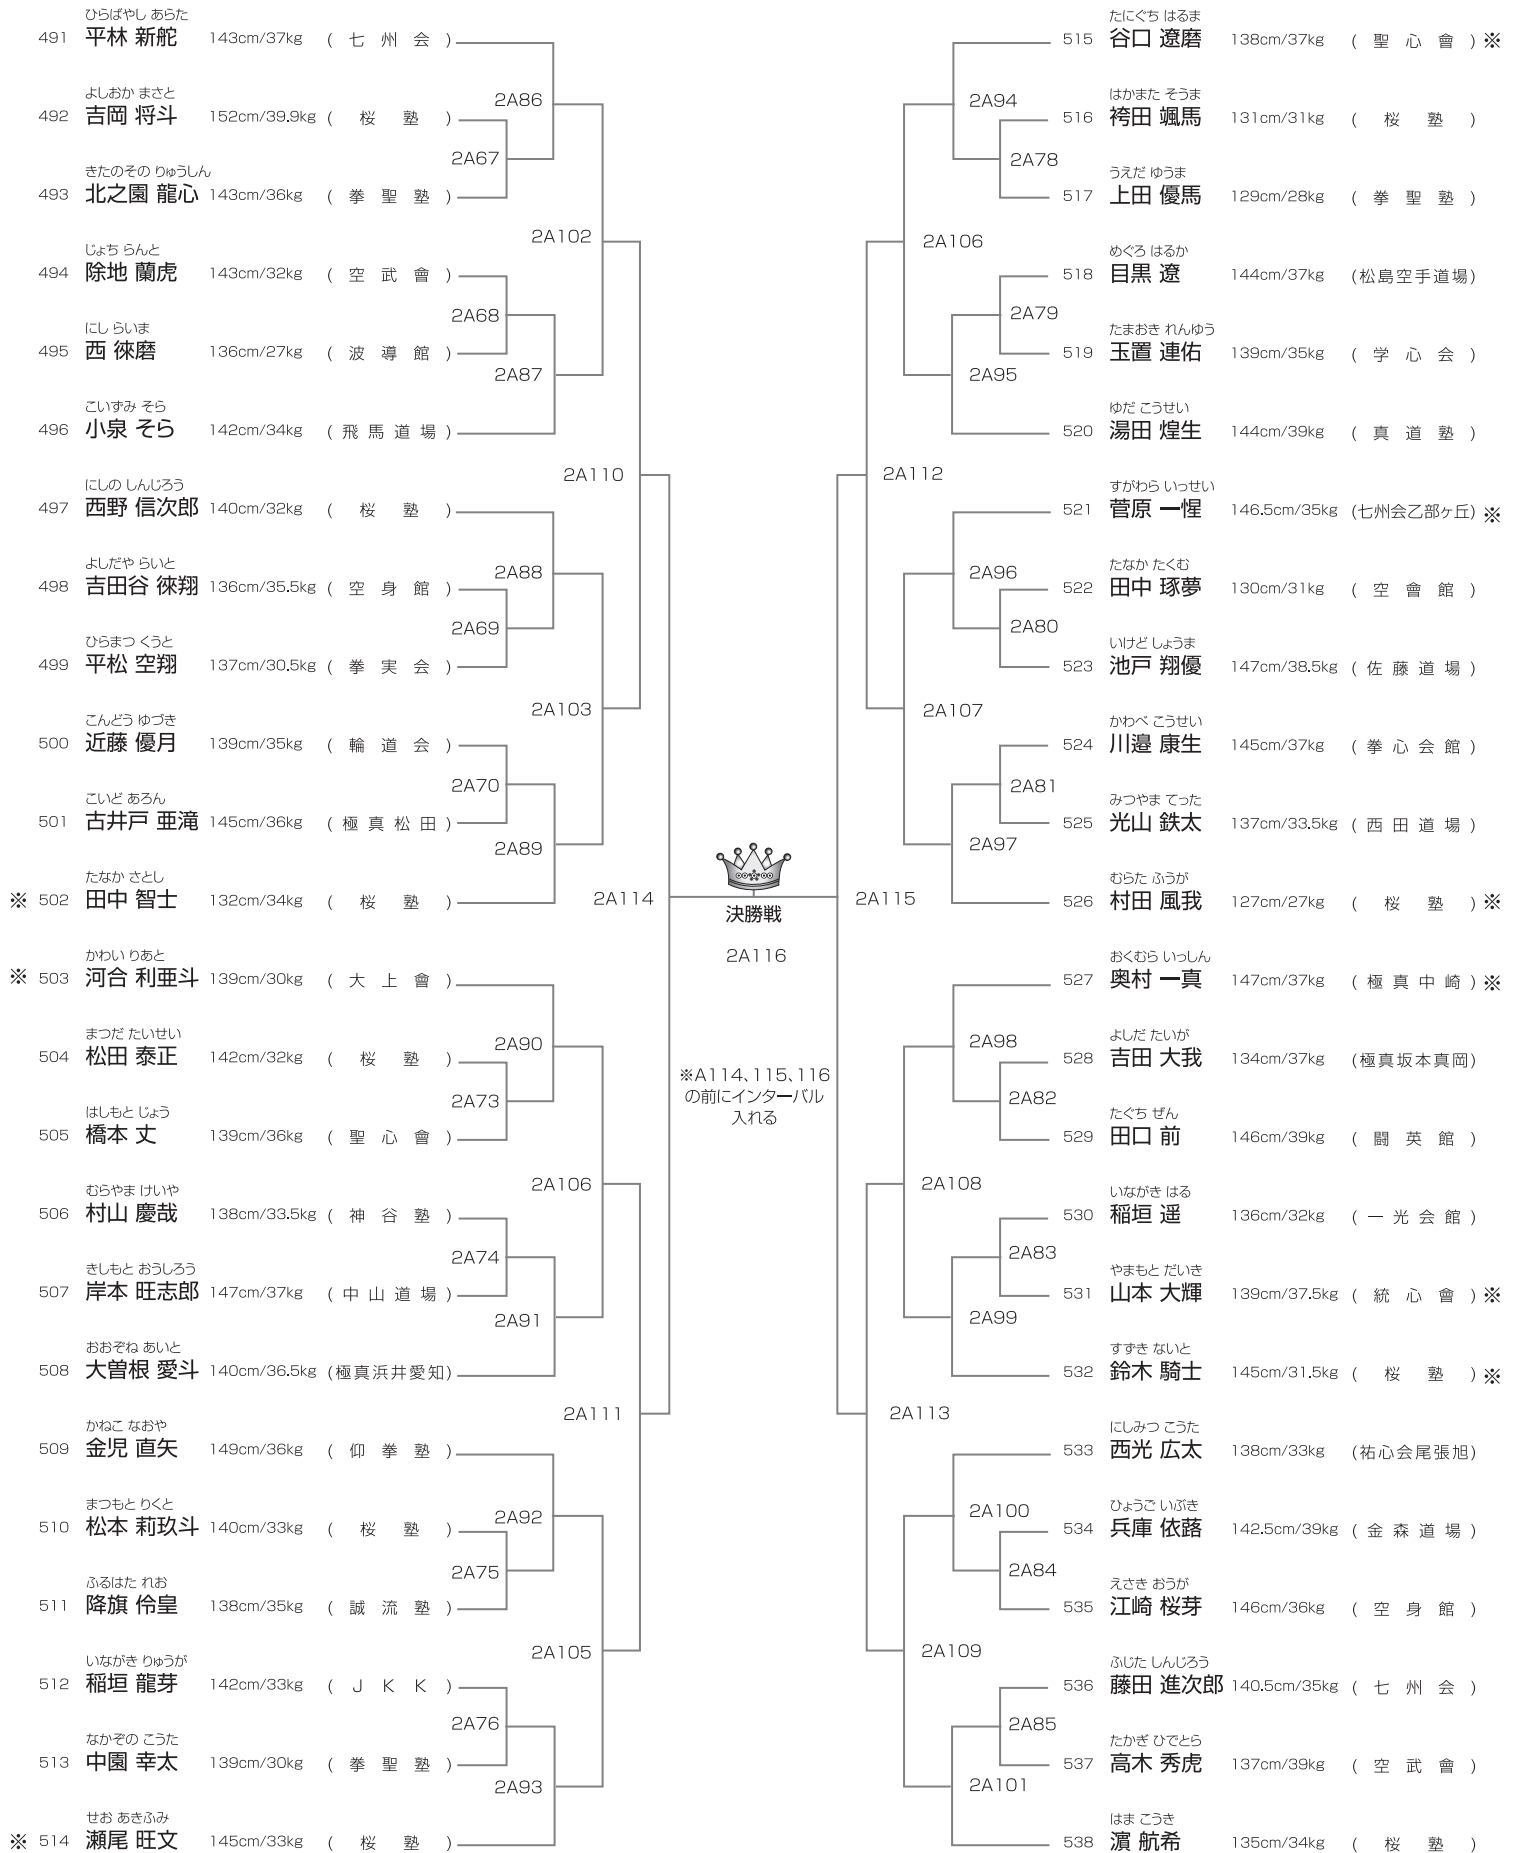 ひらばやし あらた
491 平林 新舵 143cm/37kg (七州会)
よしおか まさと
492 吉岡 将斗 152cm/39.9kg (桜塾)
きたのその りゅうしん
493 北之園 龍心 143cm/36kg (拳聖塾)
じょち らんと
494 除地 蘭虎 143cm/32kg (空武會)
にし らいま
495 西 徠磨 136cm/27kg (波導館)
こいずみ そら
496 小泉 そら 142cm/34kg (飛馬道場)
にしの しんじろう
497 西野 信次郎 140cm/32kg (桜塾)
よしだや らいと
498 吉田谷 徠翔 136cm/35.5kg (空身館)
ひらまつ くうと
499 平松 空翔 137cm/30.5kg (拳実会)
こんどう ゆづき
500 近藤 優月 139cm/35kg (輪道会)
こいど あろん
501 古井戸 亜滝 145cm/36kg (極真松田)
たなか さとし
※ 502 田中 智士 132cm/34kg (桜塾)
かわい りあと
※ 503 河合 利亜斗 139cm/30kg (大上會)
まつだ たいせい
504 松田 泰正 142cm/32kg (桜塾)
はしもと じょう
505 橋本 丈 139cm/36kg (聖心會)
むらやま けいや
506 村山 慶哉 138cm/33.5kg (神谷塾)
きしもと おうしろう
507 岸本 旺志郎 147cm/37kg (中山道場)
おおぞね あいと
508 大曽根 愛斗 140cm/36.5kg (極真浜井愛知)
かねこ なおや
509 金児 直矢 149cm/36kg (仰拳塾)
まつもと りくと
510 松本 莉玖斗 140cm/33kg (桜塾)
ふるはた れお
511 降旗 伶皇 138cm/35kg (誠流塾)
いながき りゅうが
512 稲垣 龍芽 142cm/33kg (JKK)
なかぞの こうた
513 中園 幸太 139cm/30kg (拳聖塾)
せお あきふみ
※ 514 瀬尾 旺文 145cm/33kg (桜塾)
2A86
2A67
2A102
2A68
2A87
2A110
2A88
2A69
2A103
2A70
2A89
2A114
2A90
2A73
2A106
2A74
2A91
2A111
2A92
2A75
2A105
2A76
2A93
決勝戦
2A116
※A114、115、116
の前にインターバル
入れる
2A94
2A78
2A106
2A79
2A95
2A112
2A96
2A80
2A107
2A81
2A97
2A115
2A98
2A82
2A108
2A83
2A99
2A113
2A100
2A84
2A109
2A85
2A101
たにぐち はるま
515 谷口 遼磨 138cm/37kg (聖心會) ※
はかまた そうま
516 袴田 颯馬 131cm/31kg (桜塾)
うえだ ゆうま
517 上田 優馬 129cm/28kg (拳聖塾)
めぐろ はるか
518 目黒 遼 144cm/37kg (松島空手道場)
たまおき れんゆう
519 玉置 連佑 139cm/35kg (学心会)
ゆだ こうせい
520 湯田 煌生 144cm/39kg (真道塾)
すがわら いっせい
521 菅原 一惺 146.5cm/35kg (七州会乙部ヶ丘) ※
たなか たくむ
522 田中 琢夢 130cm/31kg (空會館)
いけど しょうま
523 池戸 翔優 147cm/38.5kg (佐藤道場)
かわべ こうせい
524 川邉 康生 145cm/37kg (拳心会館)
みつやま てった
525 光山 鉄太 137cm/33.5kg (西田道場)
むらた ふうが
526 村田 風我 127cm/27kg (桜塾) ※
おくむら いっしん
527 奥村 一真 147cm/37kg (極真中崎) ※
よしだ たいが
528 吉田 大我 134cm/37kg (極真坂本真岡)
たぐち ぜん
529 田口 前 146cm/39kg (闘英館)
いながき はる
530 稲垣 遥 136cm/32kg (一光会館)
やまもと だいき
531 山本 大輝 139cm/37.5kg (統心會) ※
すずき ないと
532 鈴木 騎士 145cm/31.5kg (桜塾) ※
にしみつ こうた
533 西光 広太 138cm/33kg (祐心会尾張旭)
ひょうご いぶき
534 兵庫 依蕗 142.5cm/39kg (金森道場)
えさき おうが
535 江崎 桜芽 146cm/36kg (空身館)
ふじた しんじろう
536 藤田 進次郎 140.5cm/35kg (七州会)
たかぎ ひでとら
537 高木 秀虎 137cm/39kg (空武會)
はま こうき
538 濵 航希 135cm/34kg (桜塾)